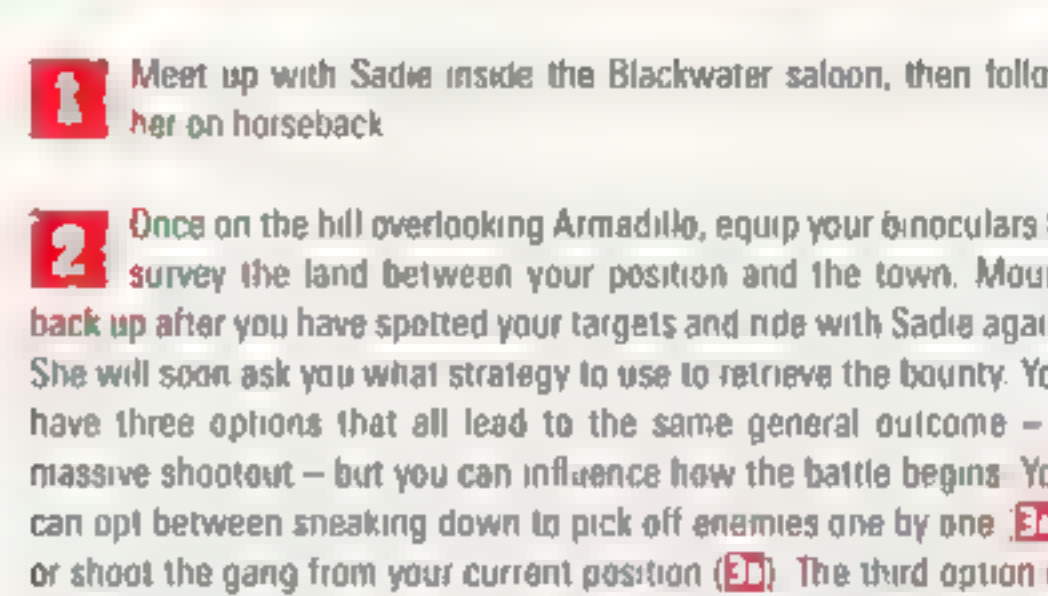 1 Meet up with Sadie inside the Blackwater saloon, then follo
her on horseback
2 Once on the hill overlooking Armadillo, equip your binoculars
survey the land between your position and the town. Moun
back up after you have spotted your targets and ride with Sadie agai
She will soon ask you what strategy to use to retrieve the bounty. Yo
have three options that all lead to the same general outcome –
massive shootout – but you can influence how the battle begins. Yo
can opt between sneaking down to pick off enemies one by one (3A
or shoot the gang from your current position (3B). The third option